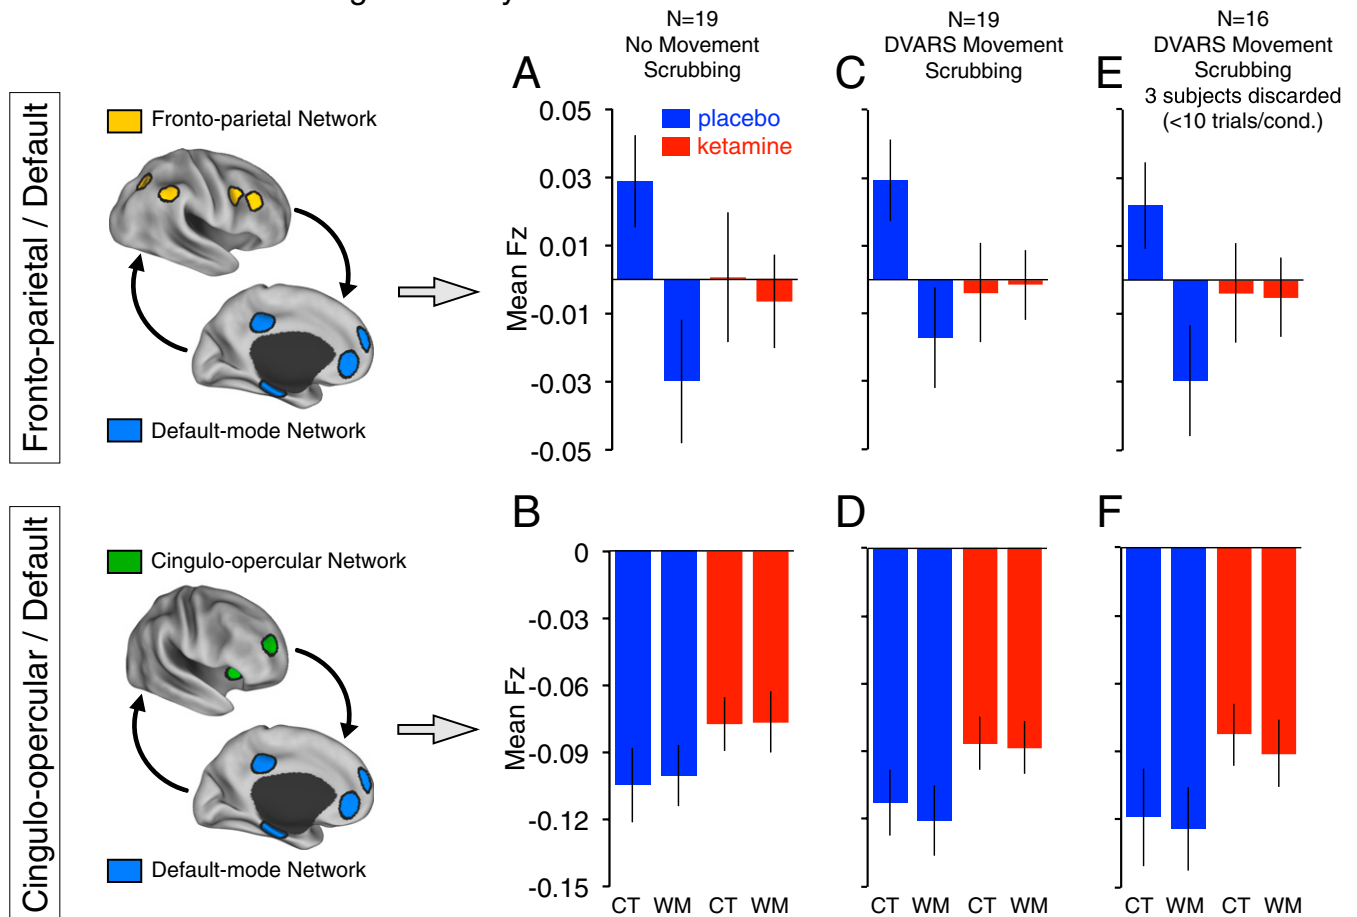 N=19
No Movement
Scrubbing
N=19
DVARS Movement
Scrubbing
N=16
DVARS Movement
Scrubbing
3 subjects discarded
(<10 trials/cond.)
Fronto-parietal / Default
Fronto-parietal Network
Default-mode Network
A
placebo
ketamine
Mean Fz
0.05
0.03
0.01
-0.01
-0.03
-0.05
C
E
Cingulo-opercular / Default
Cingulo-opercular Network
Default-mode Network
B
Mean Fz
0
-0.03
-0.06
-0.09
-0.12
-0.15
CT WM CT WM
D
CT WM CT WM
F
CT WM CT WM